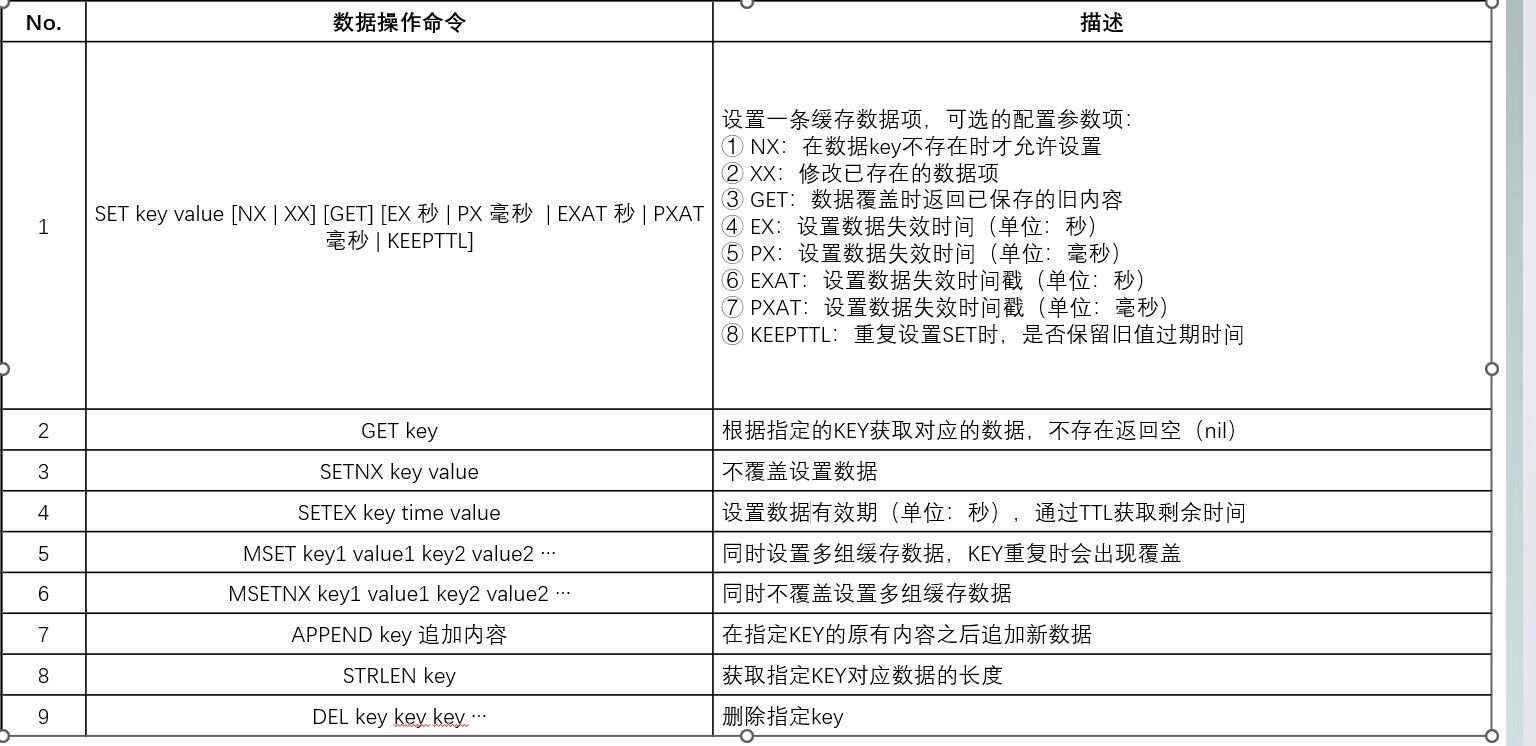 No. 数据操作命令 描述
1 SET key value [NX | XX] [GET] [EX 秒 | PX 毫秒 | EXAT 秒 | PXAT
毫秒 | KEEPTTL]
设置一条缓存数据项，可选的配置参数项：
① NX：在数据key不存在时才允许设置
② XX：修改已存在的数据项
③ GET：数据覆盖时返回已保存的旧内容
④ EX：设置数据失效时间（单位：秒）
⑤ PX：设置数据失效时间（单位：毫秒）
⑥ EXAT：设置数据失效时间戳（单位：秒）
⑦ PXAT：设置数据失效时间戳（单位：毫秒）
⑧ KEEPTTL：重复设置SET时，是否保留旧值过期时间
2 GET key 根据指定的KEY获取对应的数据，不存在返回空（nil）
3 SETNX key value 不覆盖设置数据
4 SETEX key time value 设置数据有效期（单位：秒），通过TTL获取剩余时间
5 MSET key1 value1 key2 value2 … 同时设置多组缓存数据，KEY重复时会出现覆盖
6 MSETNX key1 value1 key2 value2 … 同时不覆盖设置多组缓存数据
7 APPEND key 追加内容 在指定KEY的原有内容之后追加新数据
8 STRLEN key 获取指定KEY对应数据的长度
9 DEL key key key … 删除指定key